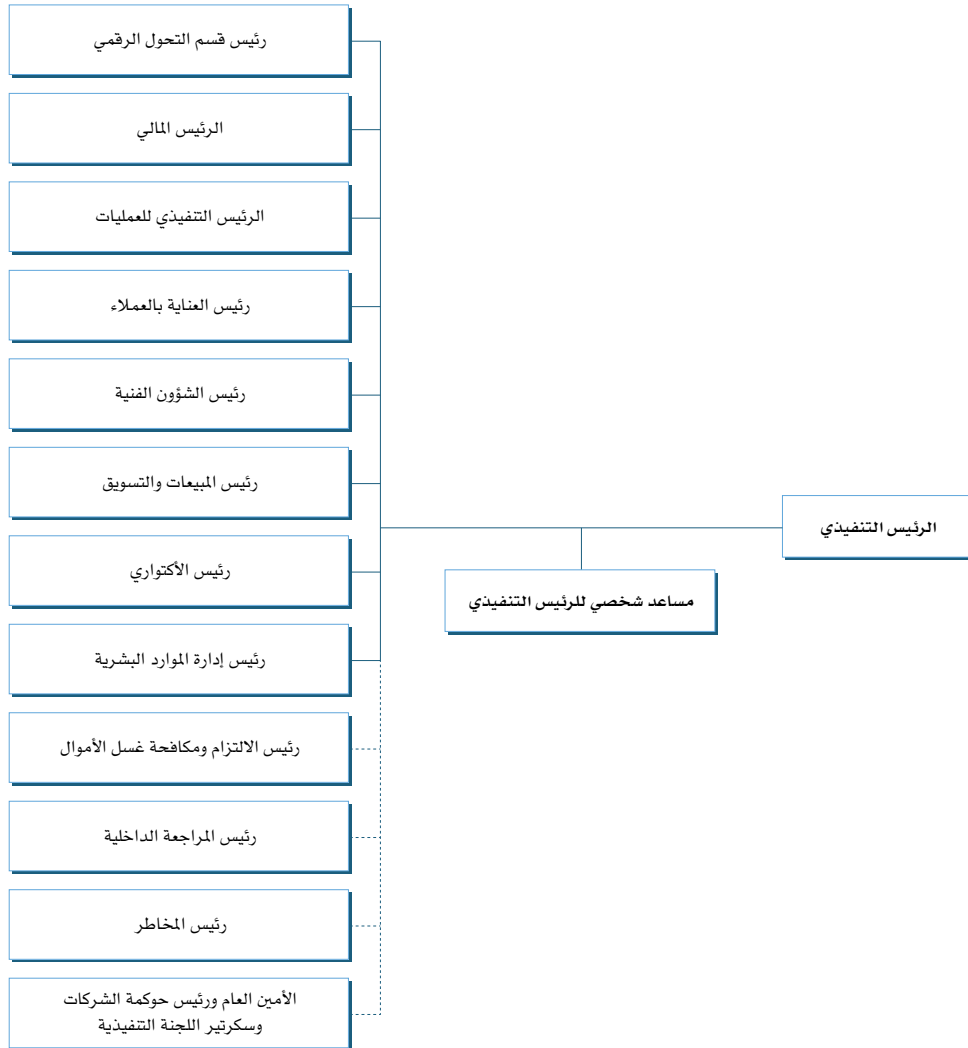 رئيس قسم التحول الرقمي
الرئيس المالي
الرئيس التنفيذي للعمليات
رئيس العناية بالعملاء
رئيس الشؤون الفنية
رئيس المبيعات والتسويق
الرئيس التنفيذي
رئيس الأكتواري
مساعد شخصي للرئيس التنفيذي
رئيس إدارة الموارد البشرية
رئيس الالتزام ومكافحة غسل الأموال
رئيس المراجعة الداخلية
رئيس المخاطر
الأمين العام ورئيس حوكمة الشركات
وسكرتير اللجنة التنفيذية